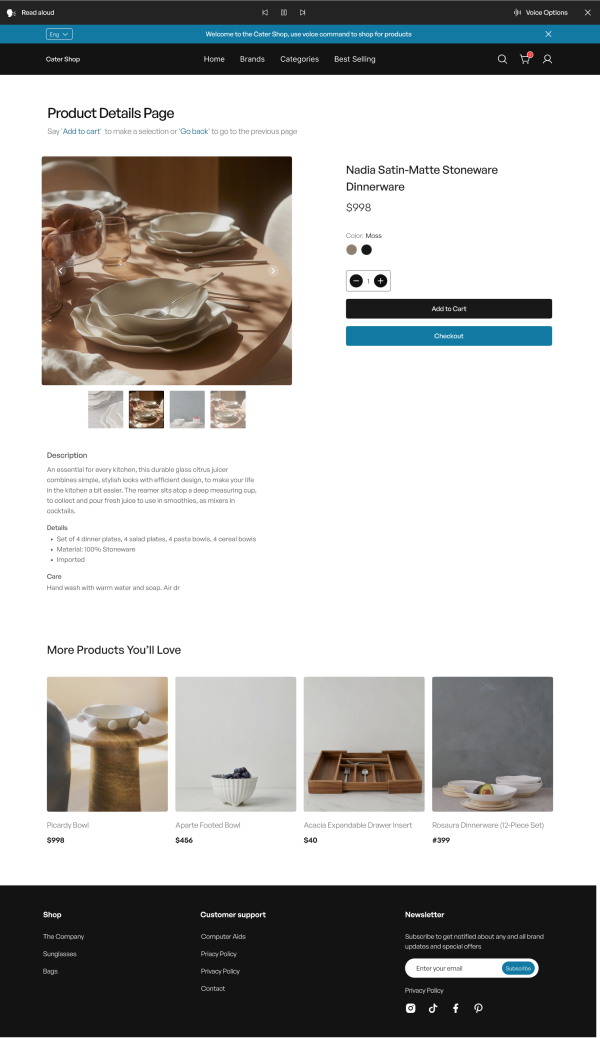 Read aloud
Voice Options
Eng
Welcome to the Cater Shop, use voice command to shop for products
Cater Shop
Home
Brands
Categories
Best Selling
Product Details Page
Say 'Add to cart' to make a selection or 'Go back' to go to the previous page
Nadia Satin-Matte Stoneware
Dinnerware
$998
Color: Moss
1
Add to Cart
Checkout
Description
An essential for every kitchen, this durable glass citrus juicer
combines simple, stylish looks with efficient design, to make your life
in the kitchen a bit easier. The reamer sits atop a deep measuring cup,
to collect and pour fresh juice to use in smoothies, as mixers in
cocktails.
Details
• Set of 4 dinner plates, 4 salad plates, 4 pasta bowls, 4 cereal bowls
• Material: 100% Stoneware
• Imported
Care
Hand wash with warm water and soap. Air dr
More Products You'll Love
Picardy Bowl
$998
Aparte Footed Bowl
$456
Acacia Expandable Drawer Insert
$40
Rosaura Dinnerware (12-Piece Set)
#399
Shop
The Company
Sunglasses
Bags
Customer support
Computer Aids
Priacy Policy
Privacy Policy
Contact
Newsletter
Subscribe to get notified about any and all brand
updates and special offers
Enter your email
Subscribe
Privacy Policy